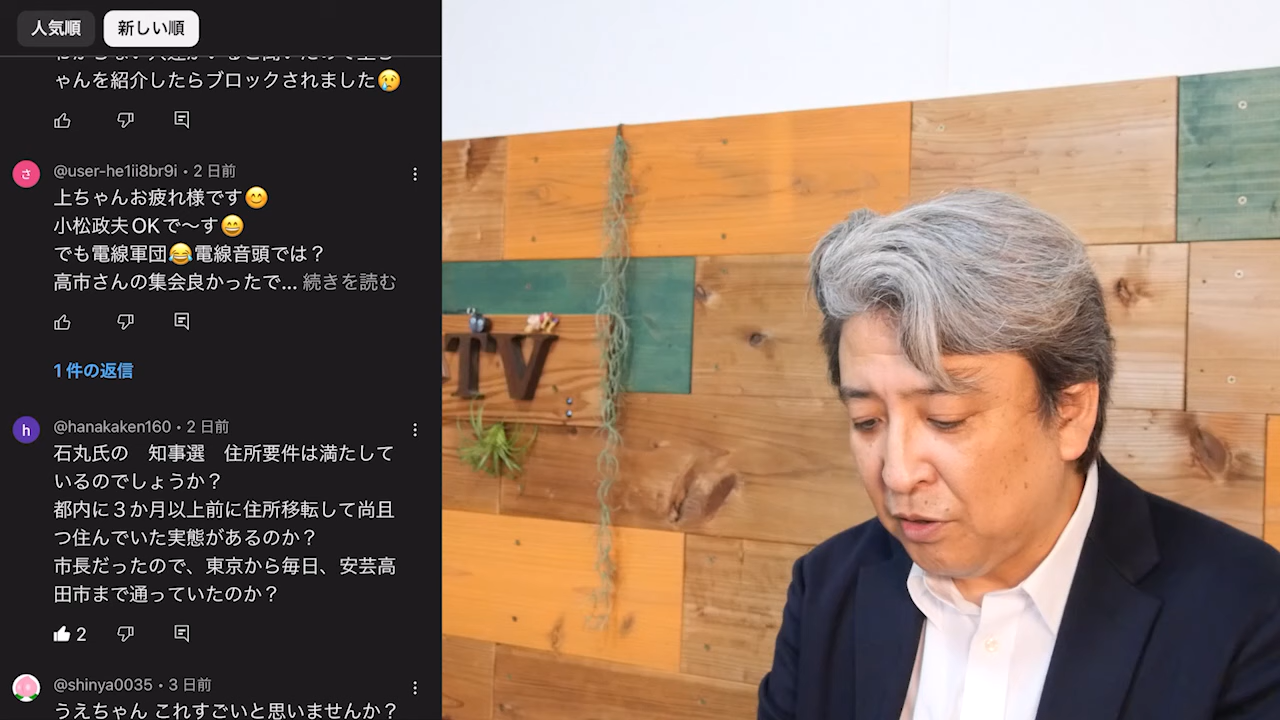 人気順
新しい順
ゃんを紹介したらブロックされました😢
さ
@user-he1ii8br9i・2 日前
上ちゃんお疲れ様です😊
小松政夫OKで〜す😄
でも電線軍団😂電線音頭では？
高市さんの集会良かったで... 続きを読む
1 件の返信
h
@hanakaken160・2 日前
石丸氏の　知事選　住所要件は満たして
いるのでしょうか？
都内に３か月以上前に住所移転して尚且
つ住んでいた実態があるのか？
市長だったので、東京から毎日、安芸高
田市まで通っていたのか？
2
@shinya0035・3 日前
うえちゃん これすごいと思いませんか？
TV